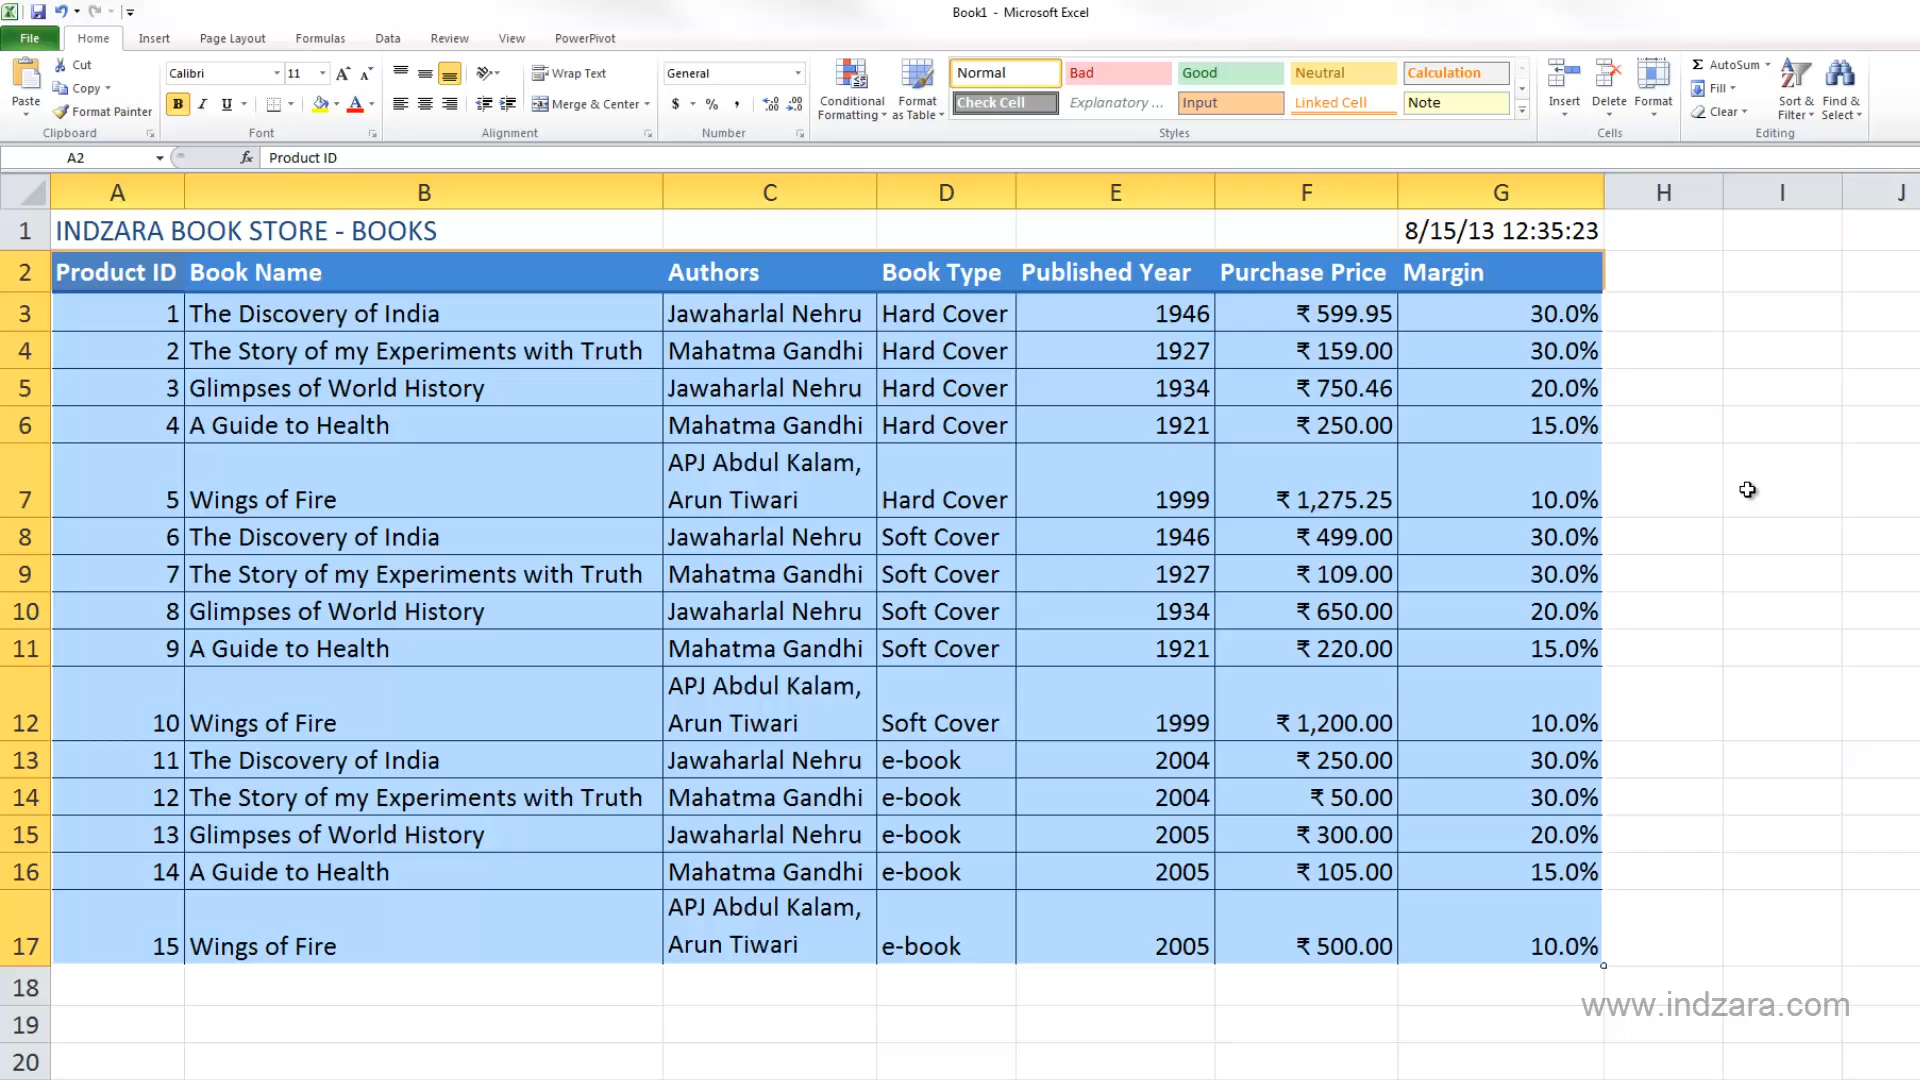 Book1 - Microsoft Excel
File Home Insert Page Layout Formulas Data Review View PowerPivot
Paste
Cut
Copy
Format Painter
Clipboard
Calibri 11
B I U
Font
Wrap Text
Merge & Center
Alignment
General
$ % ,
Number
Conditional Formatting
Format as Table
Normal Bad Good Neutral Calculation
Check Cell Explanatory ... Input Linked Cell Note
Styles
Insert Delete Format
Cells
Σ AutoSum
Fill
Clear
Sort & Filter
Find & Select
Editing
A2 fx Product ID
A B C D E F G H I J
1 INDZARA BOOK STORE - BOOKS 8/15/13 12:35:23
2 Product ID Book Name Authors Book Type Published Year Purchase Price Margin
3 1 The Discovery of India Jawaharlal Nehru Hard Cover 1946 ₹ 599.95 30.0%
4 2 The Story of my Experiments with Truth Mahatma Gandhi Hard Cover 1927 ₹ 159.00 30.0%
5 3 Glimpses of World History Jawaharlal Nehru Hard Cover 1934 ₹ 750.46 20.0%
6 4 A Guide to Health Mahatma Gandhi Hard Cover 1921 ₹ 250.00 15.0%
APJ Abdul Kalam,
7 5 Wings of Fire Arun Tiwari Hard Cover 1999 ₹ 1,275.25 10.0%
8 6 The Discovery of India Jawaharlal Nehru Soft Cover 1946 ₹ 499.00 30.0%
9 7 The Story of my Experiments with Truth Mahatma Gandhi Soft Cover 1927 ₹ 109.00 30.0%
10 8 Glimpses of World History Jawaharlal Nehru Soft Cover 1934 ₹ 650.00 20.0%
11 9 A Guide to Health Mahatma Gandhi Soft Cover 1921 ₹ 220.00 15.0%
APJ Abdul Kalam,
12 10 Wings of Fire Arun Tiwari Soft Cover 1999 ₹ 1,200.00 10.0%
13 11 The Discovery of India Jawaharlal Nehru e-book 2004 ₹ 250.00 30.0%
14 12 The Story of my Experiments with Truth Mahatma Gandhi e-book 2004 ₹ 50.00 30.0%
15 13 Glimpses of World History Jawaharlal Nehru e-book 2005 ₹ 300.00 20.0%
16 14 A Guide to Health Mahatma Gandhi e-book 2005 ₹ 105.00 15.0%
APJ Abdul Kalam,
17 15 Wings of Fire Arun Tiwari e-book 2005 ₹ 500.00 10.0%
18
www.indzara.com
19
20